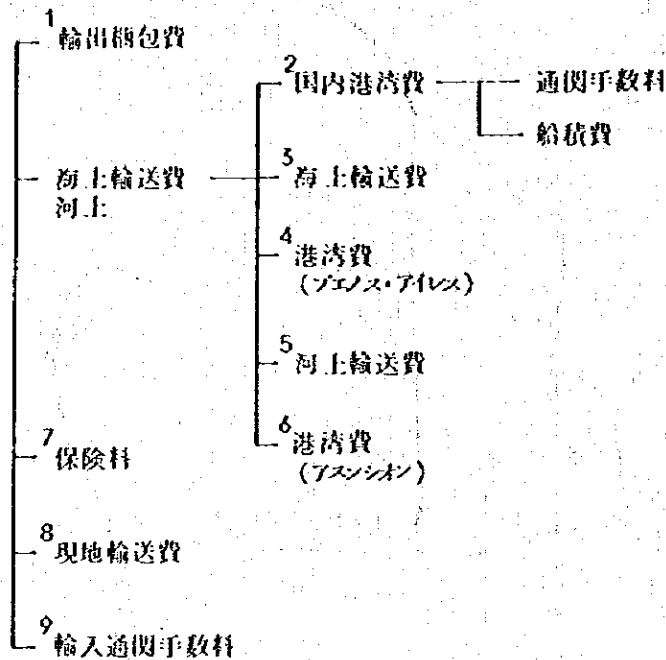 1 輸出梱包費
2 国内港湾費
通関手数料
船積費
海上輸送費
河上
3 海上輸送費
4 港湾費
(ブエノス・アイレス)
5 河上輸送費
6 港湾費
(アスンシオン)
7 保険料
8 現地輸送費
9 輸入通関手数料